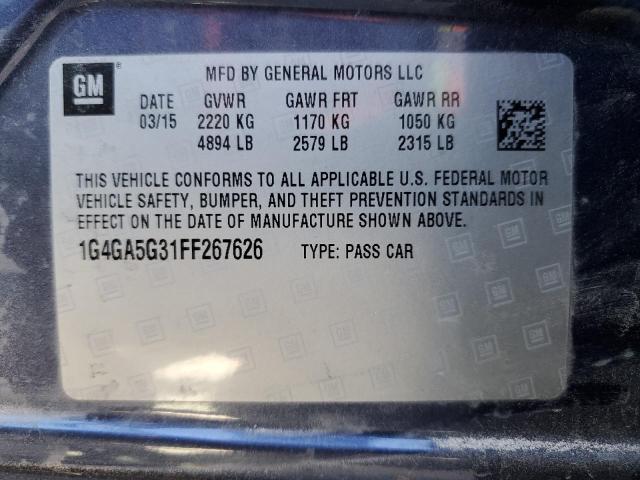 GM
MFD BY GENERAL MOTORS LLC
DATE GVWR GAWR FRT GAWR RR
03/15 2220 KG 1170 KG 1050 KG
4894 LB 2579 LB 2315 LB
THIS VEHICLE CONFORMS TO ALL APPLICABLE U.S. FEDERAL MOTOR
VEHICLE SAFETY, BUMPER, AND THEFT PREVENTION STANDARDS IN
EFFECT ON THE DATE OF MANUFACTURE SHOWN ABOVE.
1G4GA5G31FF267626 TYPE: PASS CAR